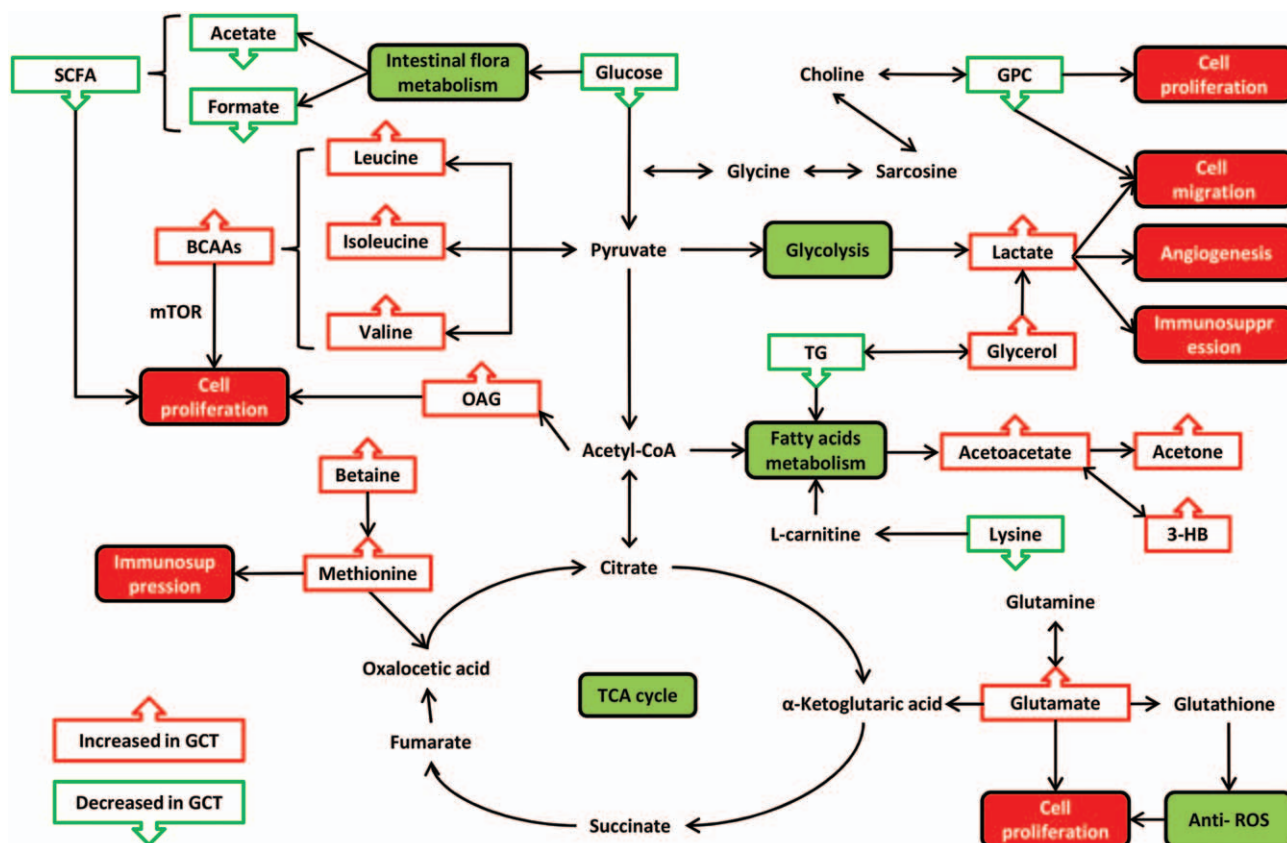 Acetate
SCFA
Formate
Intestinal flora
metabolism
Glucose
Choline
GPC
Cell
proliferation
Leucine
Glycine
Sarcosine
Cell
migration
BCAAs
Isoleucine
Pyruvate
Glycolysis
Lactate
Angiogenesis
mTOR
Valine
TG
Glycerol
Immunosuppr
ession
Cell
proliferation
OAG
Acetyl-CoA
Fatty acids
metabolism
Acetoacetate
Acetone
Betaine
L-carnitine
Lysine
3-HB
Immunosup
pression
Methionine
Citrate
Glutamine
Oxalocetic acid
TCA cycle
α-Ketoglutaric acid
Glutamate
Glutathione
Increased in GCT
Fumarate
Decreased in GCT
Succinate
Cell
proliferation
Anti- ROS